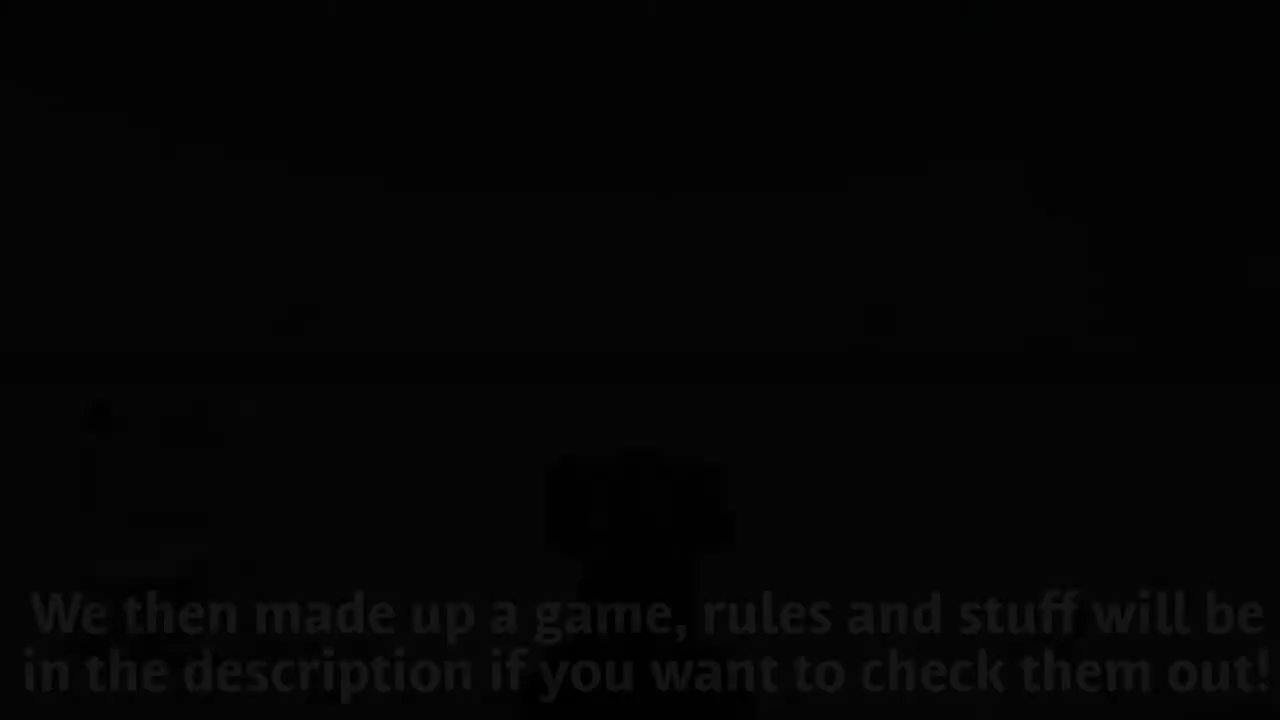 We then made up a game, rules and stuff will be
in the description if you want to check them out!